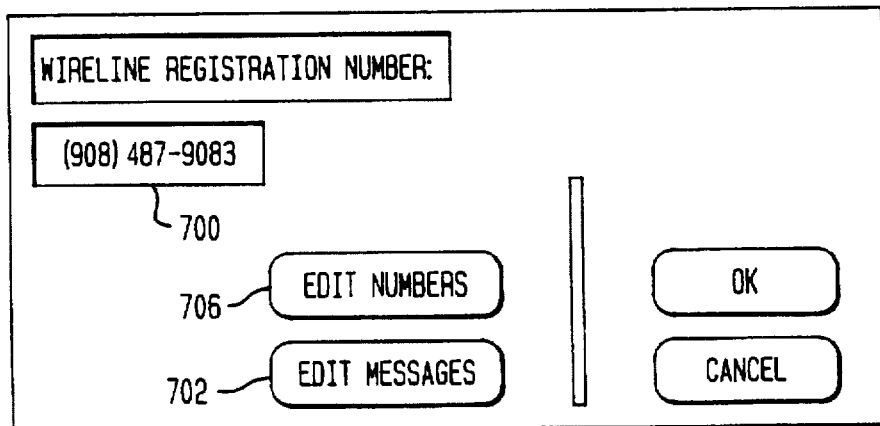 WIRELINE REGISTRATION NUMBER:
(908) 487-9083
700
706
EDIT NUMBERS
OK
702
EDIT MESSAGES
CANCEL